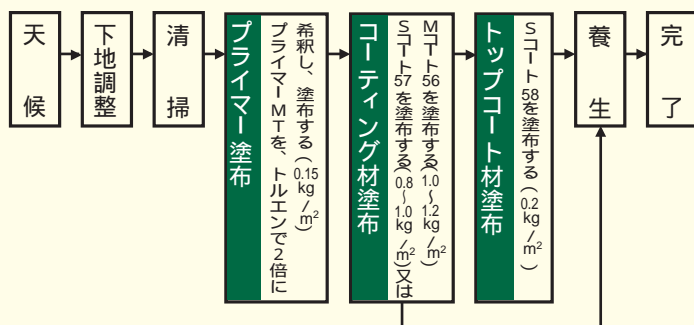 天候
下地調整
清掃
プライマー塗布
プライマーMTを、トルエンで2倍に
希釈し、塗布する(0.15kg/m²)
コーティング材塗布
Sコート57を塗布する(0.8〜1.0kg/m²)又は
Mコート56を塗布する(1.0〜1.2kg/m²)
トップコート材塗布
Sコート58を塗布する(0.2kg/m²)
養生
完了